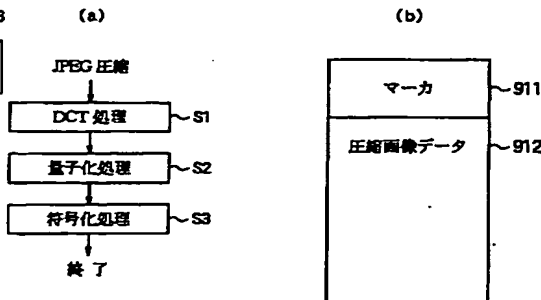 3
(a)
JPEG 圧縮
DCT 処理
S1
量子化処理
S2
符号化処理
S3
終了
(b)
マーカ
911
圧縮画像データ
912